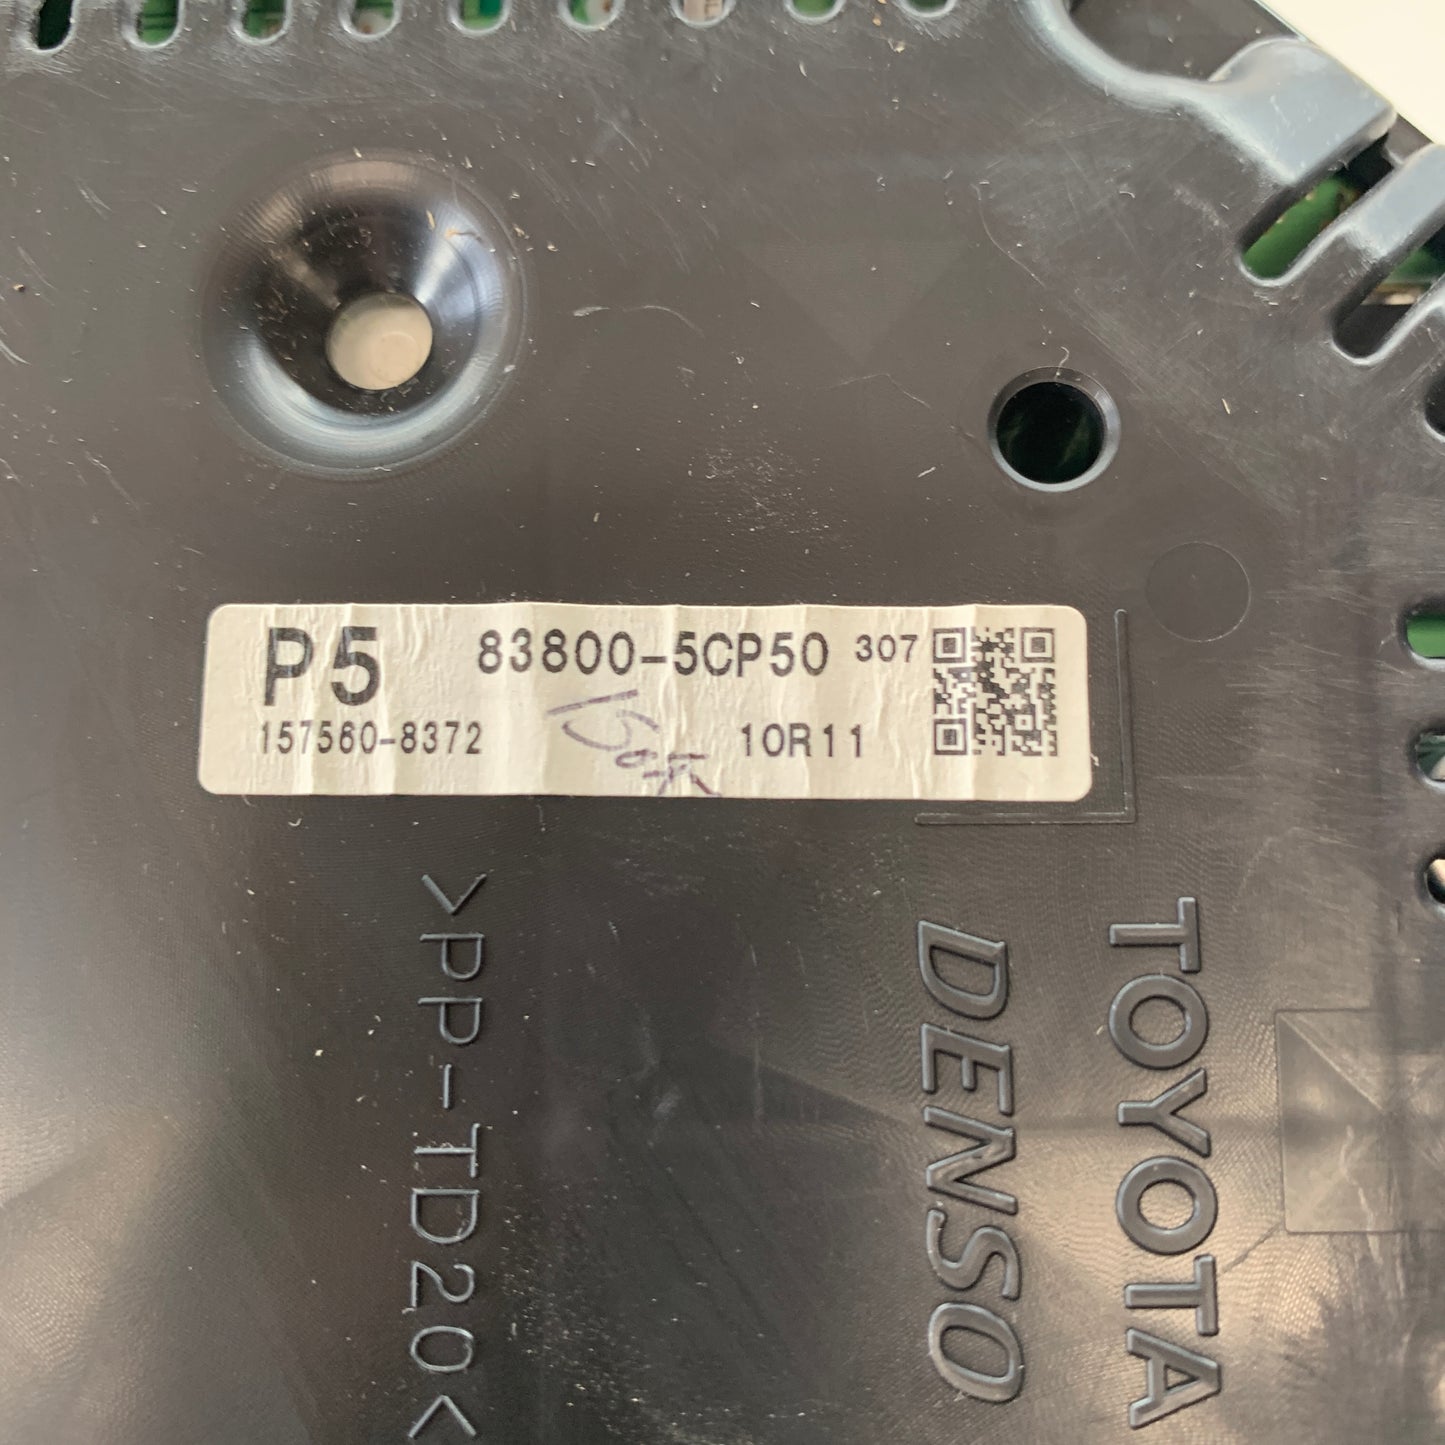 P5 83800-5CP50 307
157560-8372 10R11
>PP-TD20<
DENSO
TOYOTA